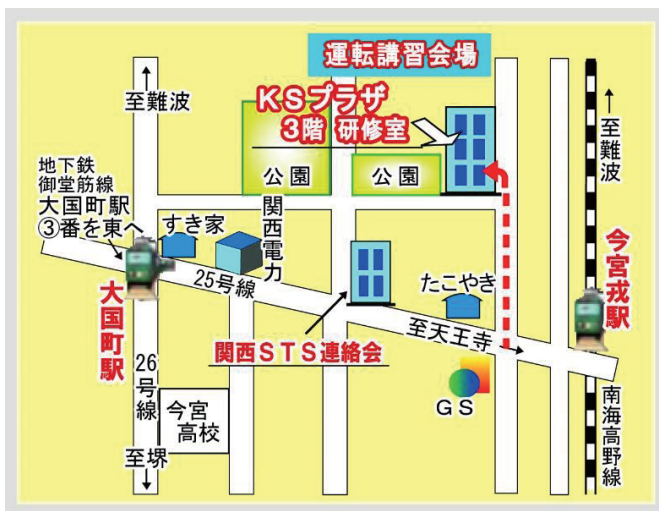 運転講習会場
KSプラザ
3階 研修室
至難波
公園
公園
至難波
地下鉄
御堂筋線
大国町駅
③番を東へ
すき家
関西電力
25号線
たこやき
今宮戎駅
大国町駅
至天王寺
関西STS連絡会
26号線
今宮
高校
GS
南海高野線
至堺